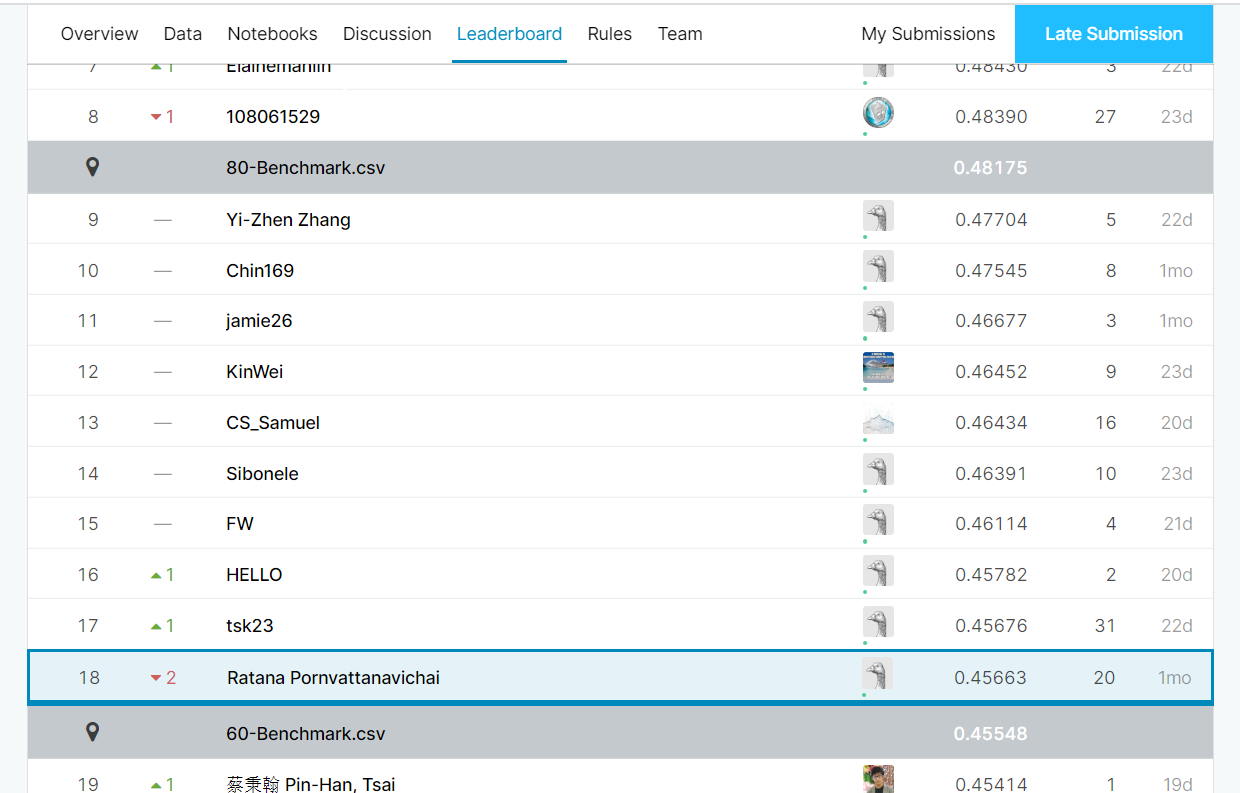 Overview Data Notebooks Discussion Leaderboard Rules Team My Submissions Late Submission
7 1 Elainemanlin 0.48430 3 22d
8 1 108061529 0.48390 27 23d
80-Benchmark.csv 0.48175
9 — Yi-Zhen Zhang 0.47704 5 22d
10 — Chin169 0.47545 8 1mo
11 — jamie26 0.46677 3 1mo
12 — KinWei 0.46452 9 23d
13 — CS_Samuel 0.46434 16 20d
14 — Sibonele 0.46391 10 23d
15 — FW 0.46114 4 21d
16 1 HELLO 0.45782 2 20d
17 1 tsk23 0.45676 31 22d
18 2 Ratana Pornvattanavichai 0.45663 20 1mo
60-Benchmark.csv 0.45548
19 1 蔡秉翰 Pin-Han, Tsai 0.45414 1 19d